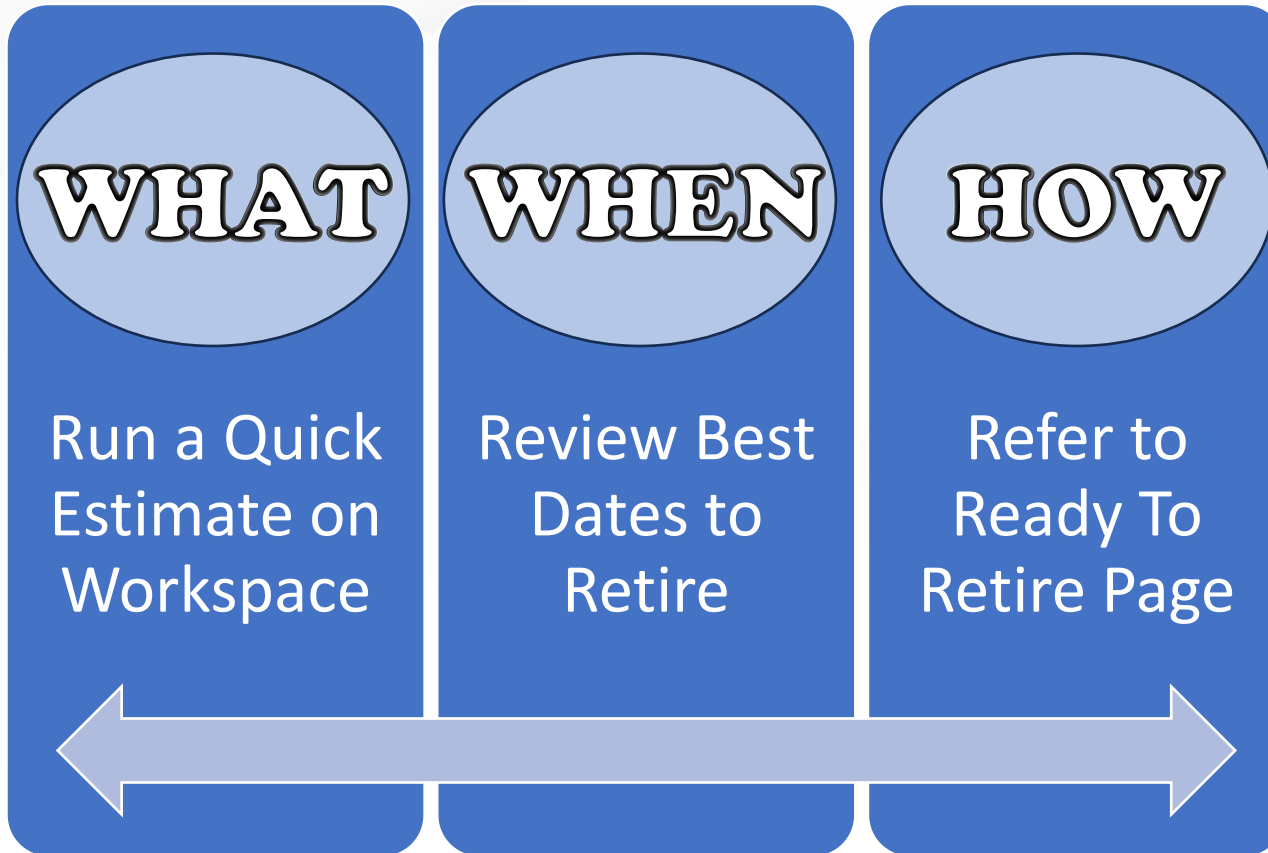 WHAT
Run a Quick
Estimate on
Workspace
WHEN
Review Best
Dates to
Retire
HOW
Refer to
Ready To
Retire Page